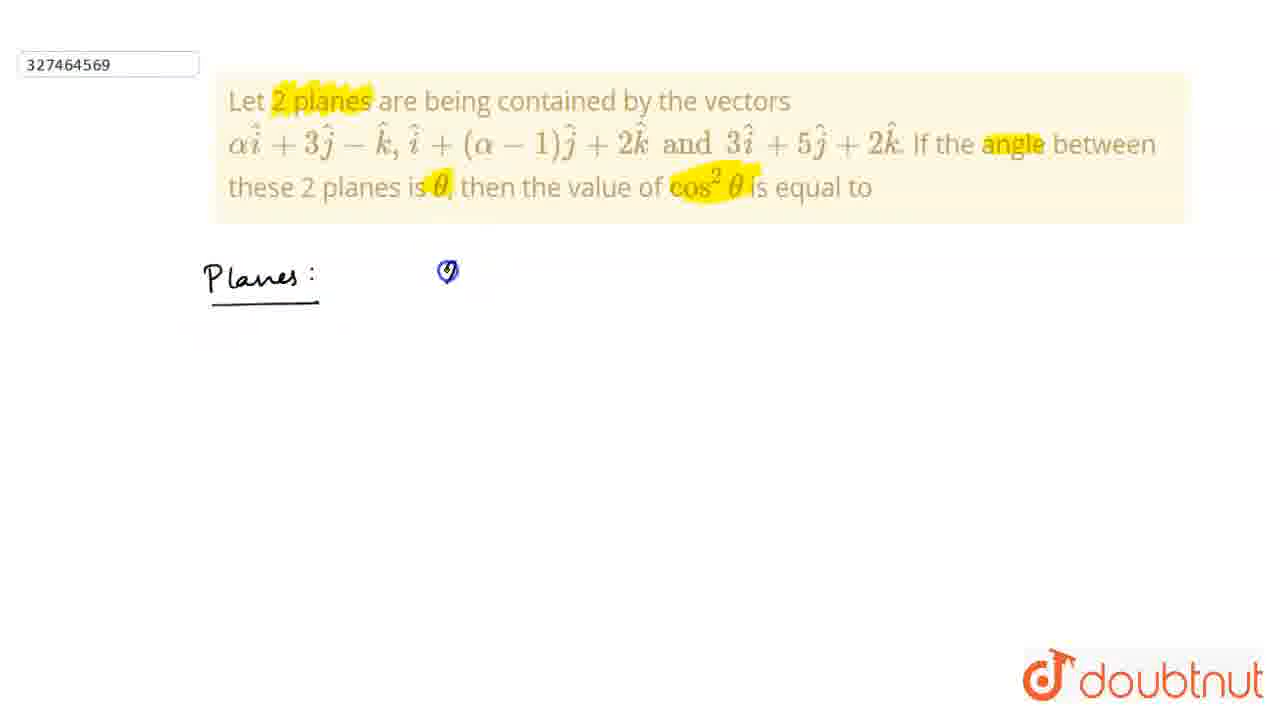 327464569
Let 2 planes are being contained by the vectors
αî + 3ĵ − k̂, î + (α − 1)ĵ + 2k̂ and 3î + 5ĵ + 2k̂. If the angle between
these 2 planes is θ, then the value of cos² θ is equal to
Planes :
doubtnut